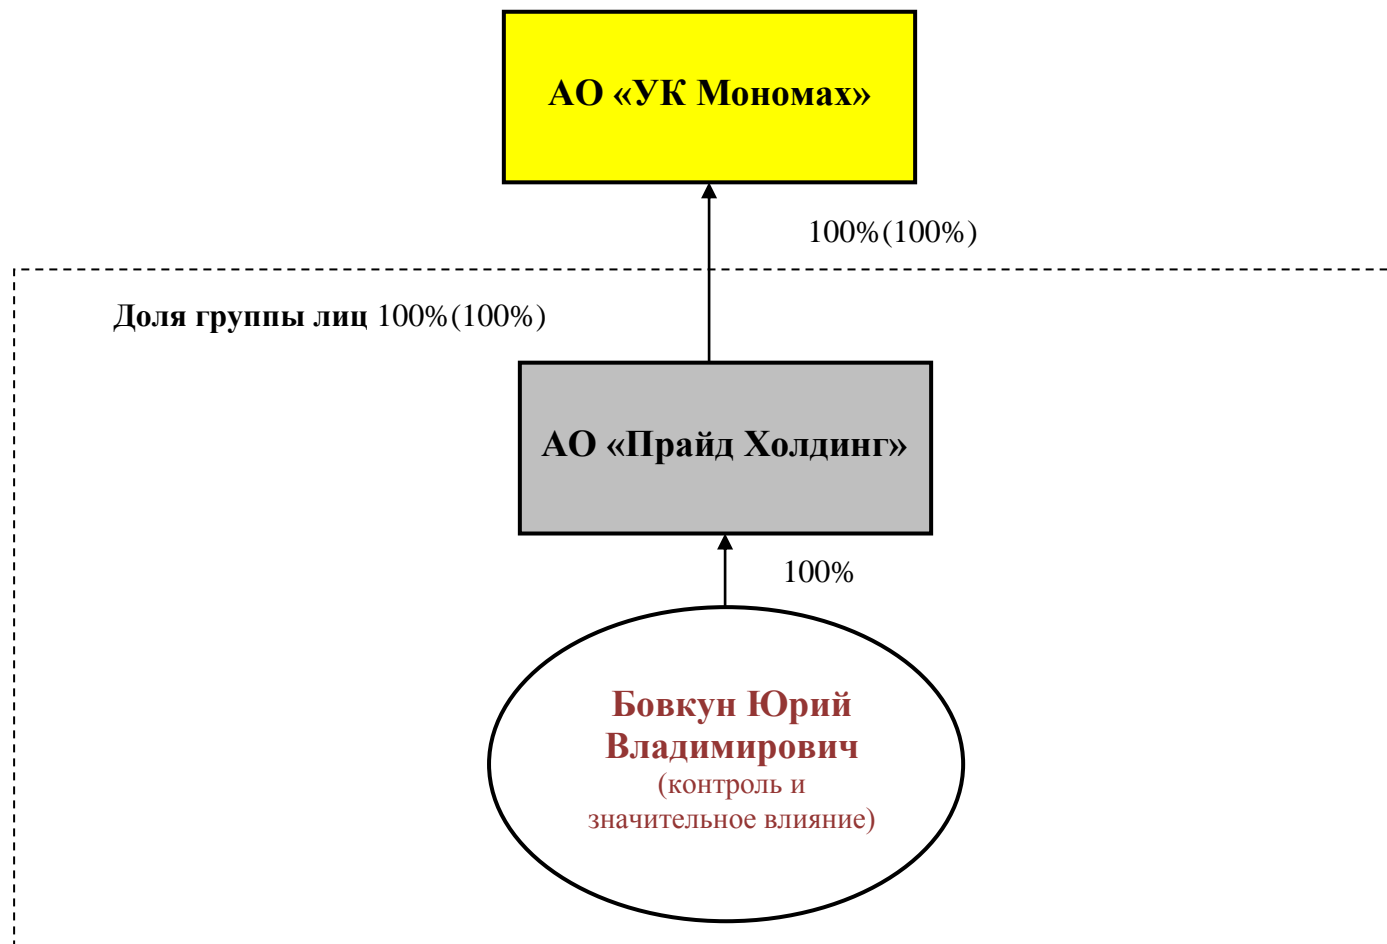 АО «УК Мономах»
100%(100%)
Доля группы лиц 100%(100%)
АО «Прайд Холдинг»
100%
Бовкун Юрий
Владимирович
(контроль и
значительное влияние)